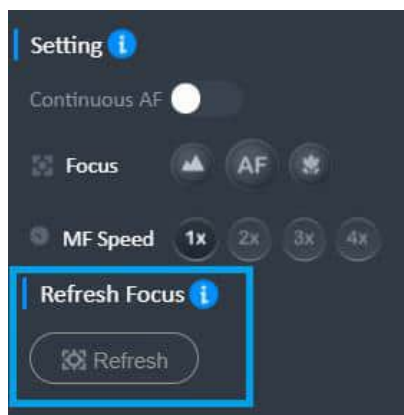 Setting i
Continuous AF
Focus AF
MF Speed 1x 2x 3x 4x
Refresh Focus i
Refresh